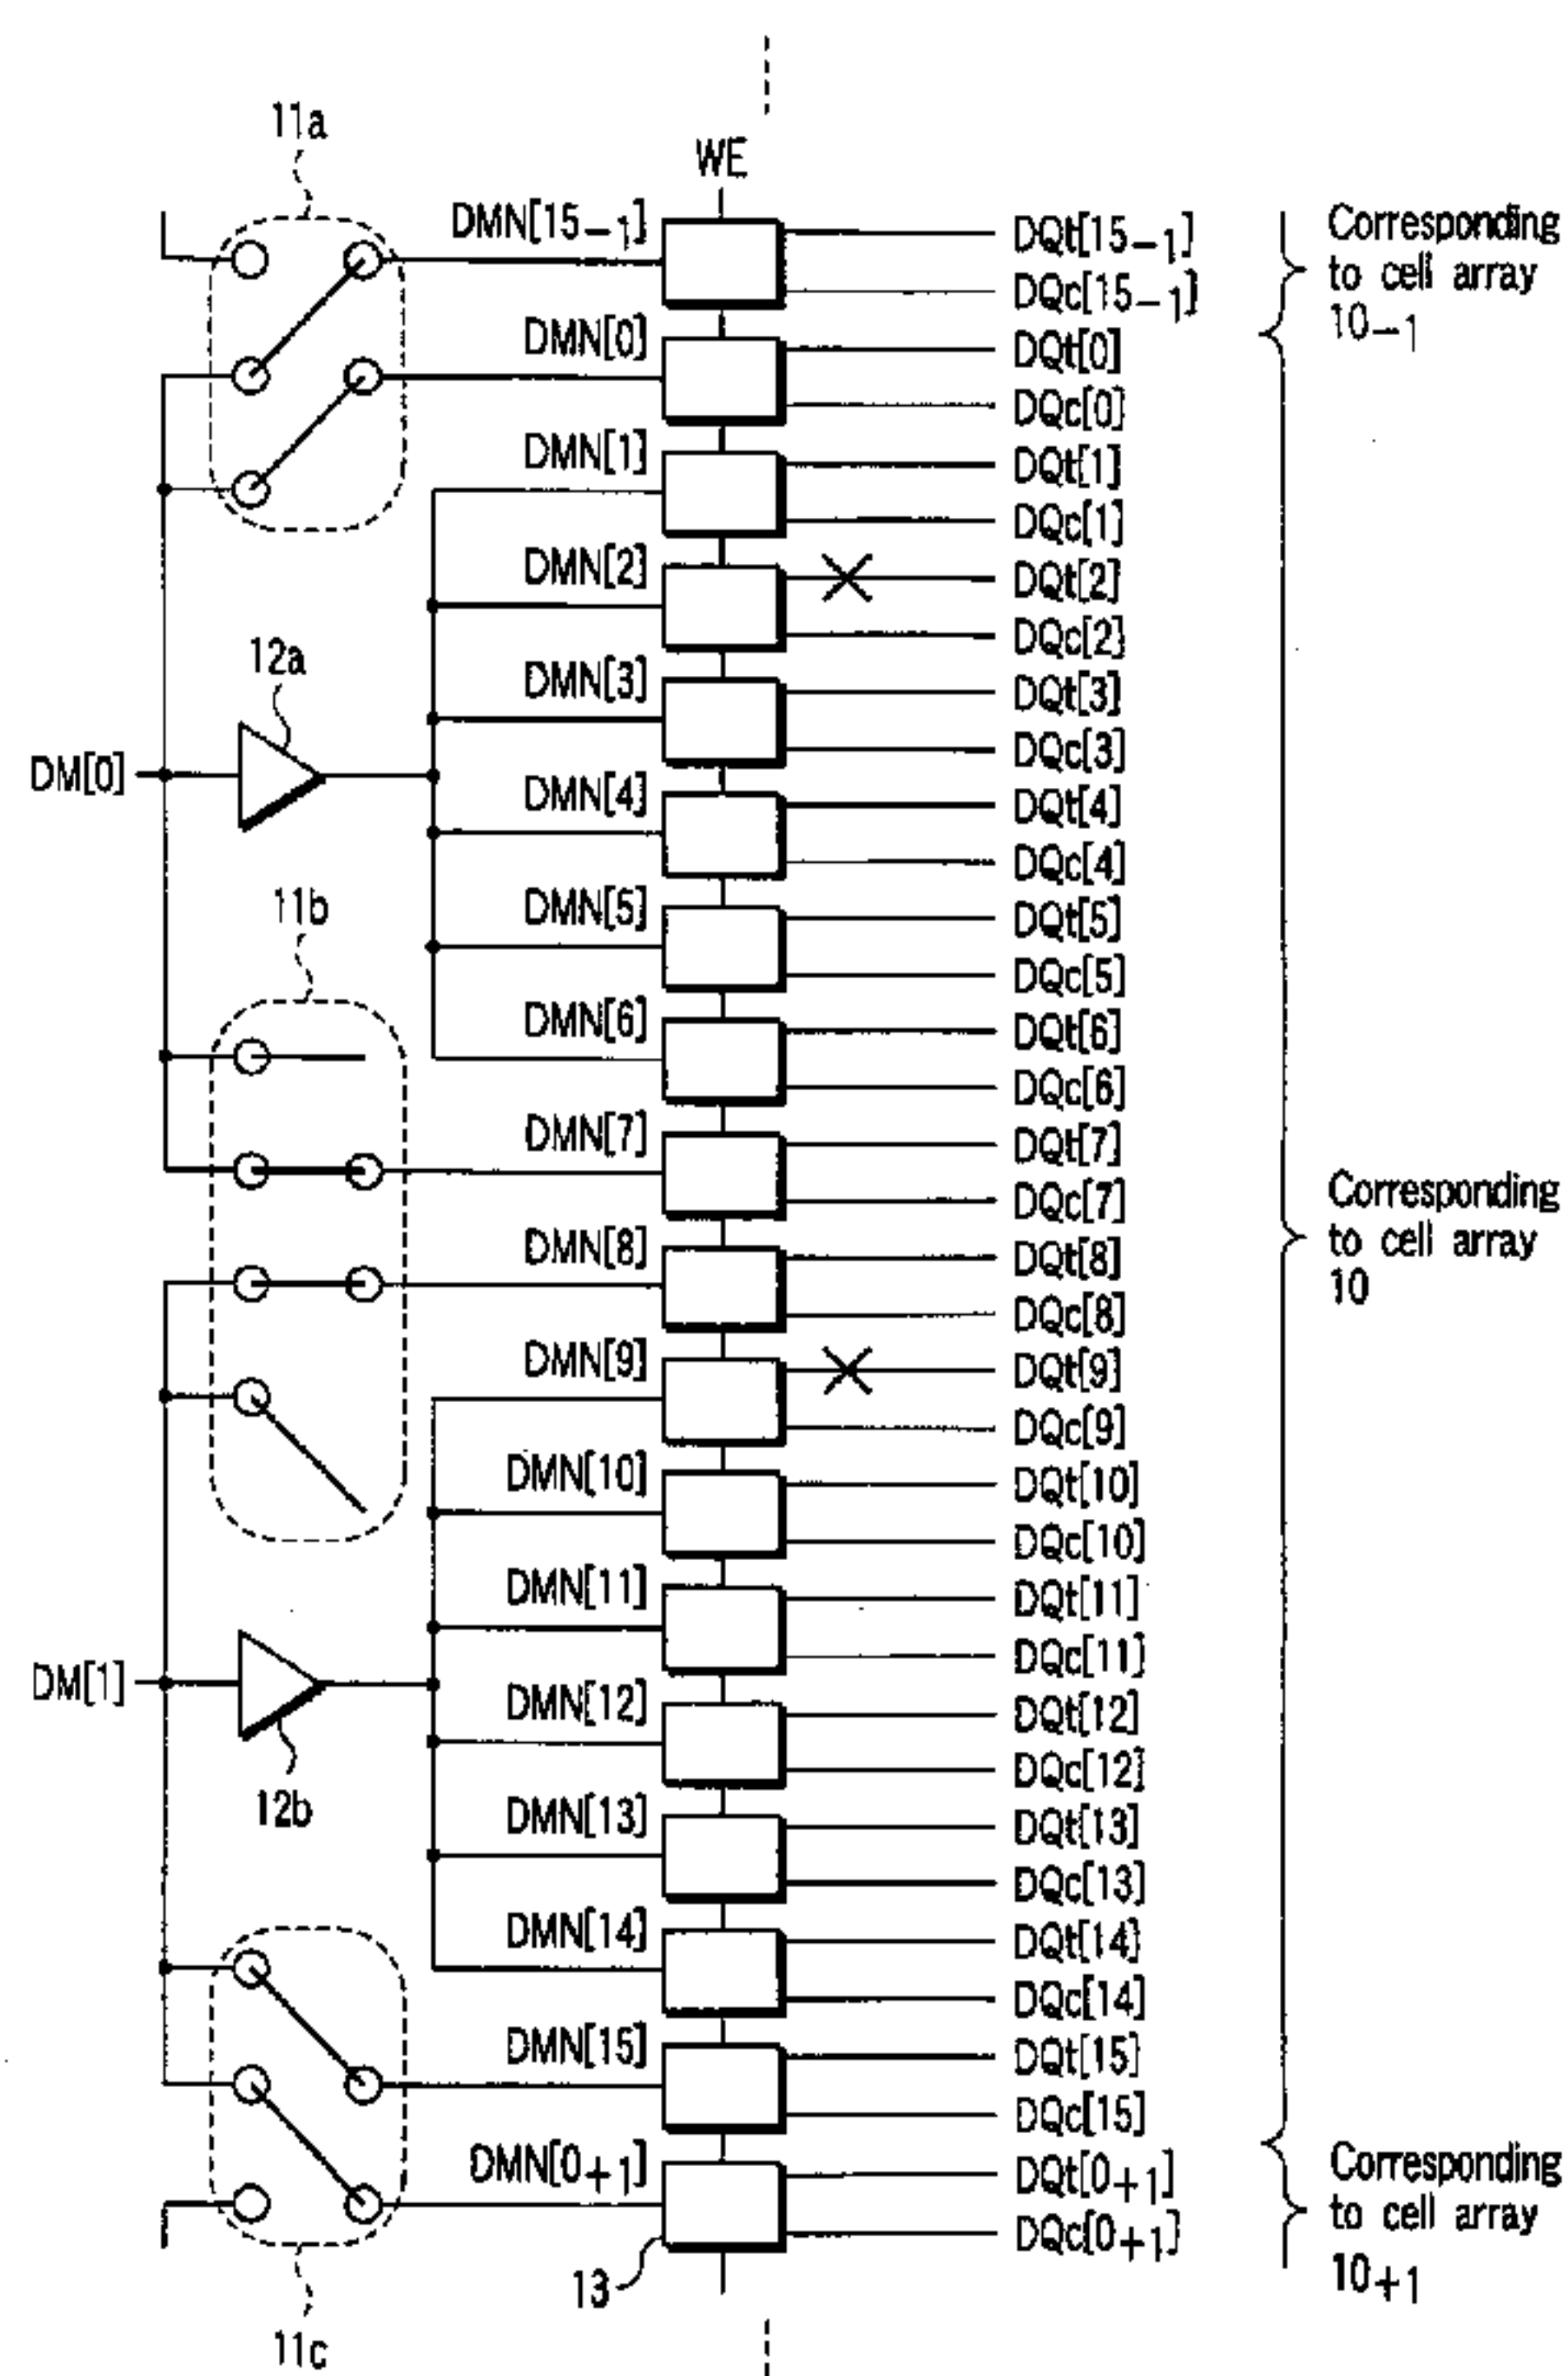 11a
WE
DMN[15-1]
DQt[15-1]
DQc[15-1]
Corresponding
to cell array
10-1
DMN[0]
DQt[0]
DQc[0]
DMN[1]
DQt[1]
DQc[1]
DMN[2]
DQt[2]
DQc[2]
12a
DMN[3]
DQt[3]
DQc[3]
DM[0]
DMN[4]
DQt[4]
DQc[4]
11b
DMN[5]
DQt[5]
DQc[5]
DMN[6]
DQt[6]
DQc[6]
DMN[7]
DQt[7]
DQc[7]
Corresponding
to cell array
10
DMN[8]
DQt[8]
DQc[8]
DMN[9]
DQt[9]
DQc[9]
DMN[10]
DQt[10]
DQc[10]
DMN[11]
DQt[11]
DQc[11]
DM[1]
DMN[12]
DQt[12]
DQc[12]
12b
DMN[13]
DQt[13]
DQc[13]
DMN[14]
DQt[14]
DQc[14]
DMN[15]
DQt[15]
DQc[15]
DMN[0+1]
DQt[0+1]
DQc[0+1]
Corresponding
to cell array
10+1
13
11c